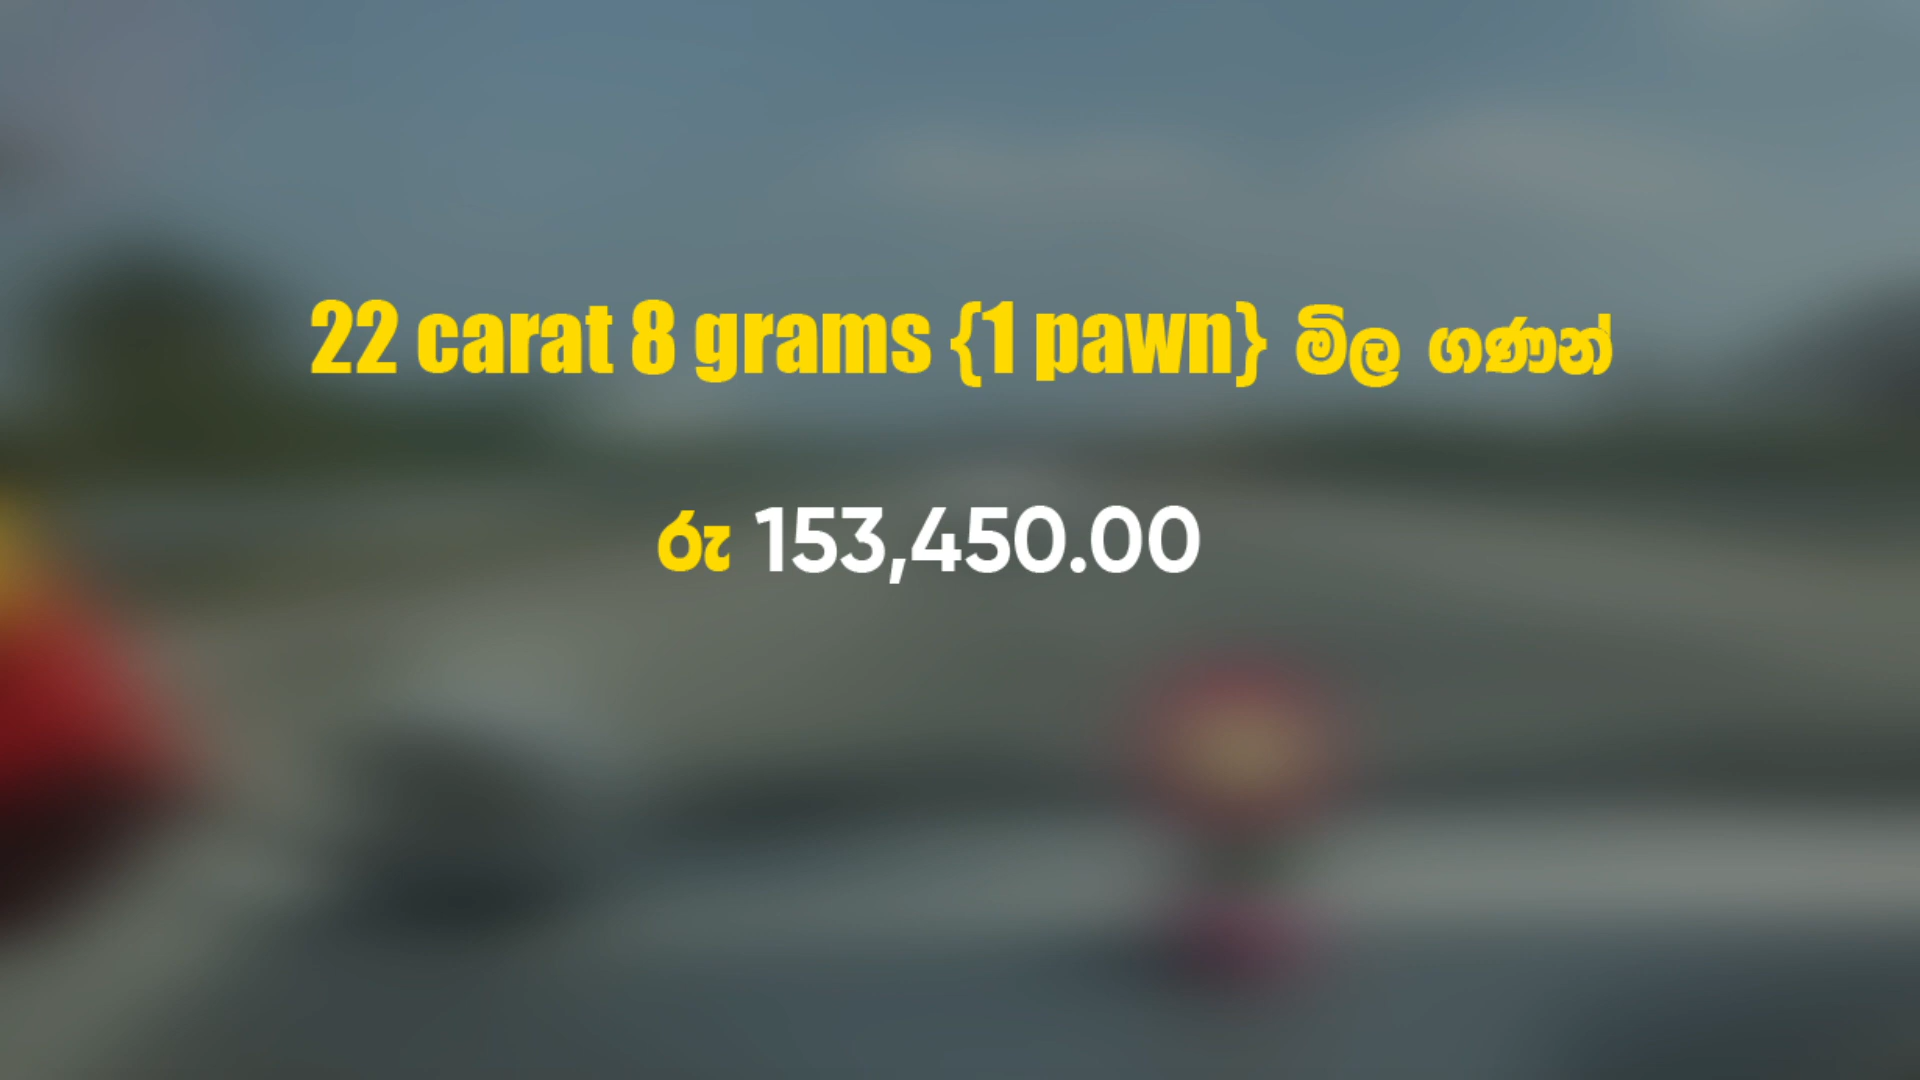 22 carat 8 grams {1 pawn} මිල ගණන්
රු 153,450.00